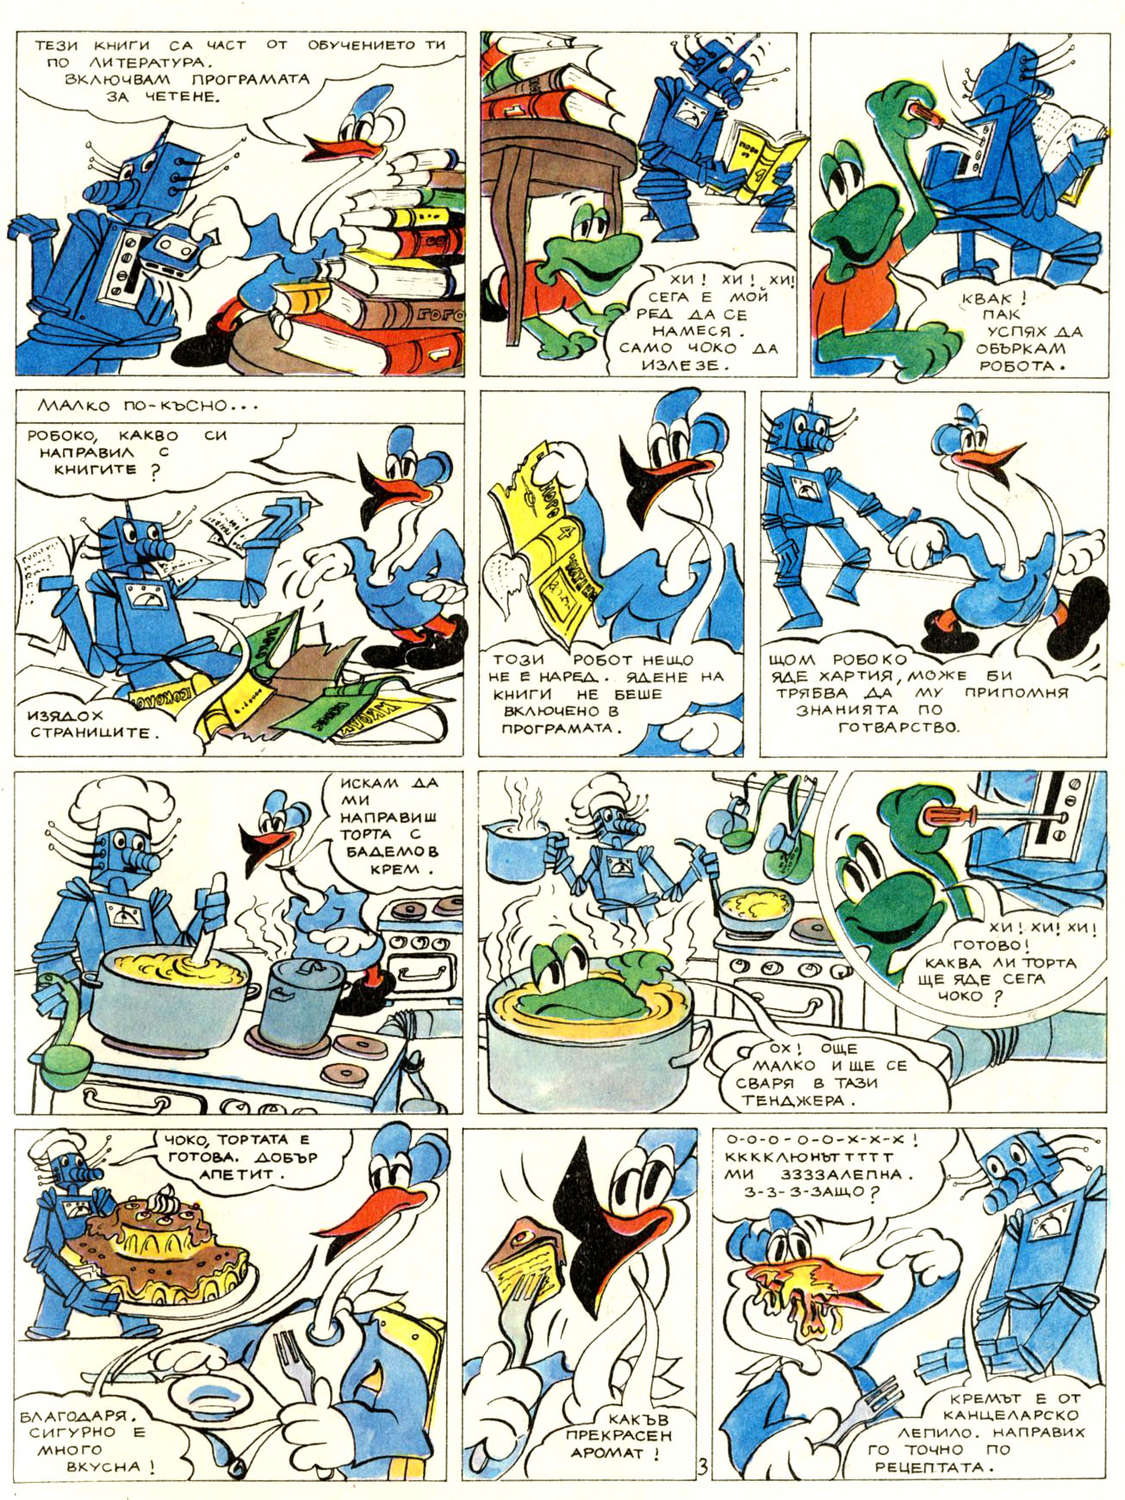 ТЕЗИ КНИГИ СА ЧАСТ ОТ ОБУЧЕНИЕТО ТИ
ПО ЛИТЕРАТУРА.
ВКЛЮЧВАМ ПРОГРАМАТА
ЗА ЧЕТЕНЕ.
ГОГО
1
1
4
ХИ! ХИ! ХИ!
СЕГА Е МОЙ
РЕД ДА СЕ
НАМЕСЯ.
САМО ЧОКО ДА
ИЗЛЕЗЕ.
КВАК!
ПАК
УСПЯХ ДА
ОБЪРКАМ
РОБОТА.
МАЛКО ПО-КЪСНО...
РОБОКО, КАКВО СИ
НАПРАВИЛ С
КНИГИТЕ?
ИЗЯДОХ
СТРАНИЦИТЕ.
4
ТОЗИ РОБОТ НЕЩО
НЕ Е НАРЕД. ЯДЕНЕ НА
КНИГИ НЕ БЕШЕ
ВКЛЮЧЕНО В
ПРОГРАМАТА.
ЩОМ РОБОКО
ЯДЕ ХАРТИЯ, МОЖЕ БИ
ТРЯБВА ДА МУ ПРИПОМНЯ
ЗНАНИЯТА ПО
ГОТВАРСТВО.
ИСКАМ ДА
МИ
НАПРАВИШ
ТОРТА С
БАДЕМОВ
КРЕМ.
ХИ! ХИ! ХИ!
ГОТОВО!
КАКВА ЛИ ТОРТА
ЩЕ ЯДЕ СЕГА
ЧОКО?
ОХ! ОЩЕ
МАЛКО И ЩЕ СЕ
СВАРЯ В ТАЗИ
ТЕНДЖЕРА.
ЧОКО, ТОРТАТА Е
ГОТОВА. ДОБЪР
АПЕТИТ.
БЛАГОДАРЯ.
СИГУРНО Е
МНОГО
ВКУСНА!
КАКЪВ
ПРЕКРАСЕН
АРОМАТ!
3
О-О-О-О-О-Х-Х-Х!
ККККЛЮНЪТТТТТ
МИ ЗЗЗЗАЛЕПНА.
З-З-З-ЗАЩО?
КРЕМЪТ Е ОТ
КАНЦЕЛАРСКО
ЛЕПИЛО. НАПРАВИХ
ГО ТОЧНО ПО
РЕЦЕПТАТА.